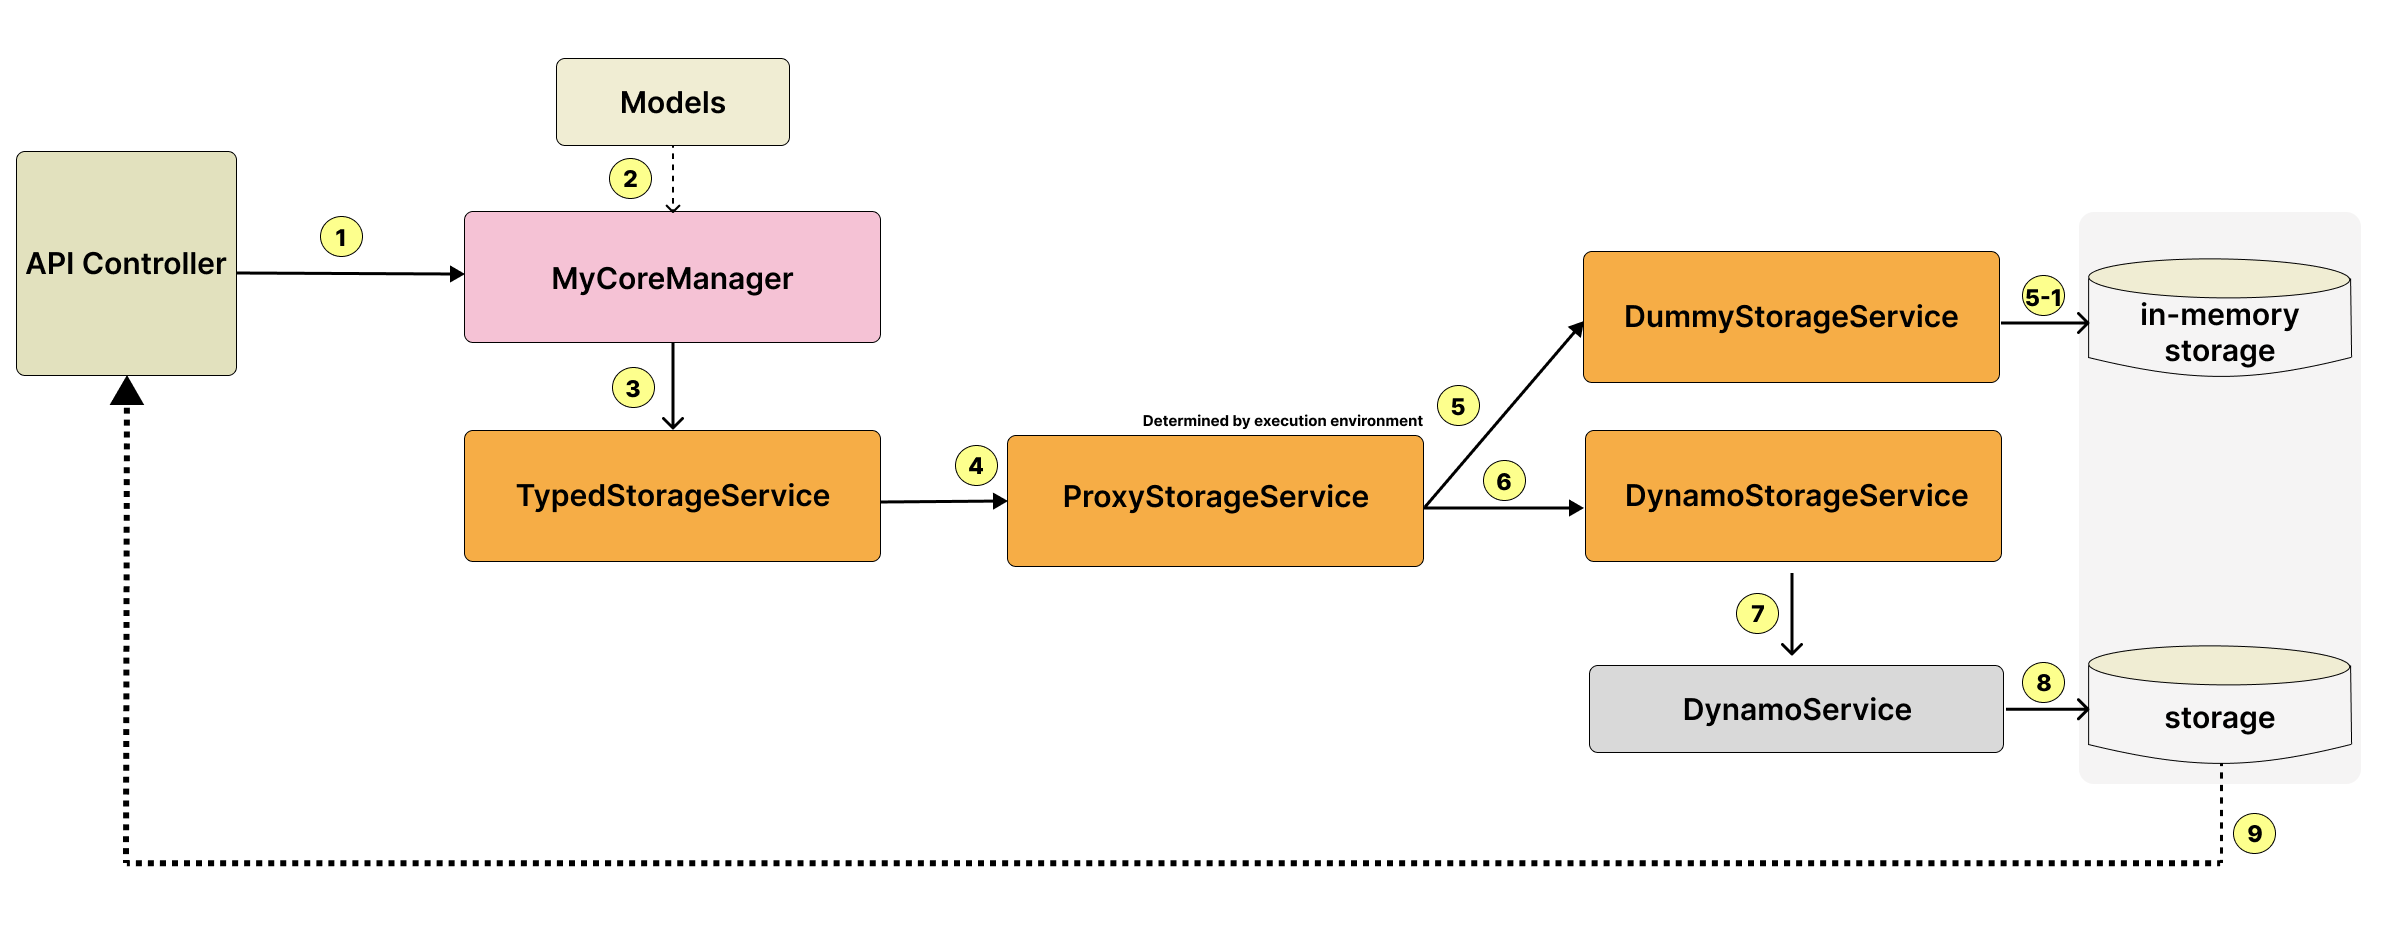 Models
2
API Controller
1
MyCoreManager
3
TypedStorageService
4
Determined by execution environment
ProxyStorageService
5
6
DummyStorageService
5-1
in-memory
storage
DynamoStorageService
7
DynamoService
8
storage
9